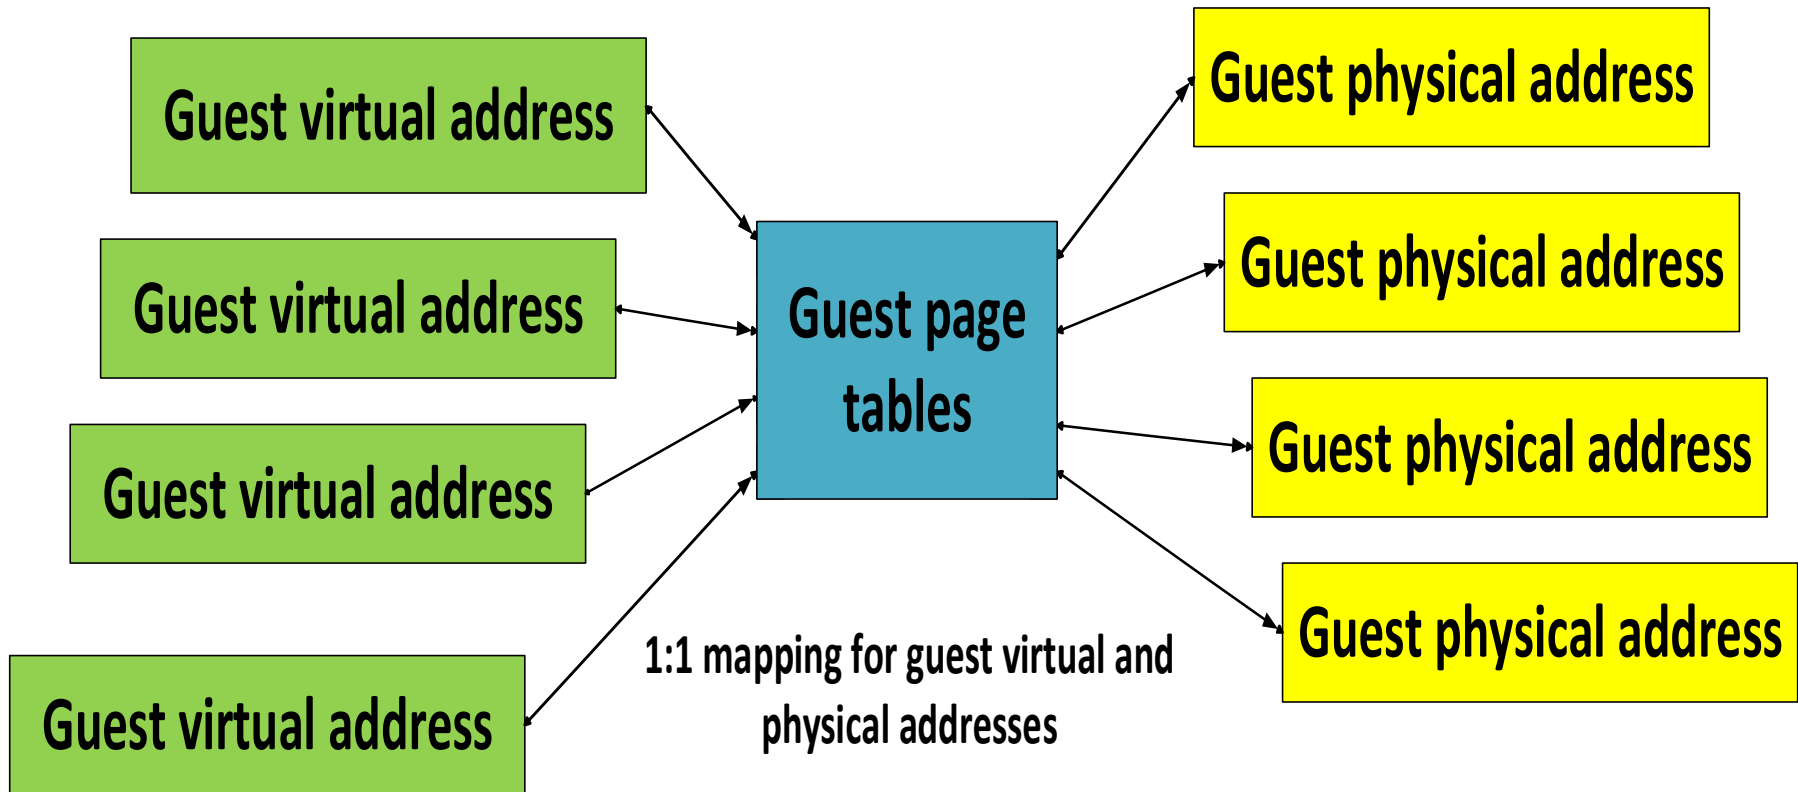 Guest virtual address
Guest virtual address
Guest virtual address
Guest virtual address
Guest page
tables
Guest physical address
Guest physical address
Guest physical address
Guest physical address
1:1 mapping for guest virtual and
physical addresses